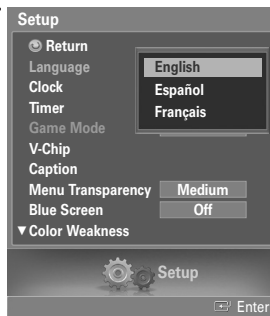 Setup
Return
Language
English
Clock
Español
Timer
Français
Game Mode
V-Chip
Caption
Menu Transparency Medium
Blue Screen Off
▼Color Weakness
Setup
Enter